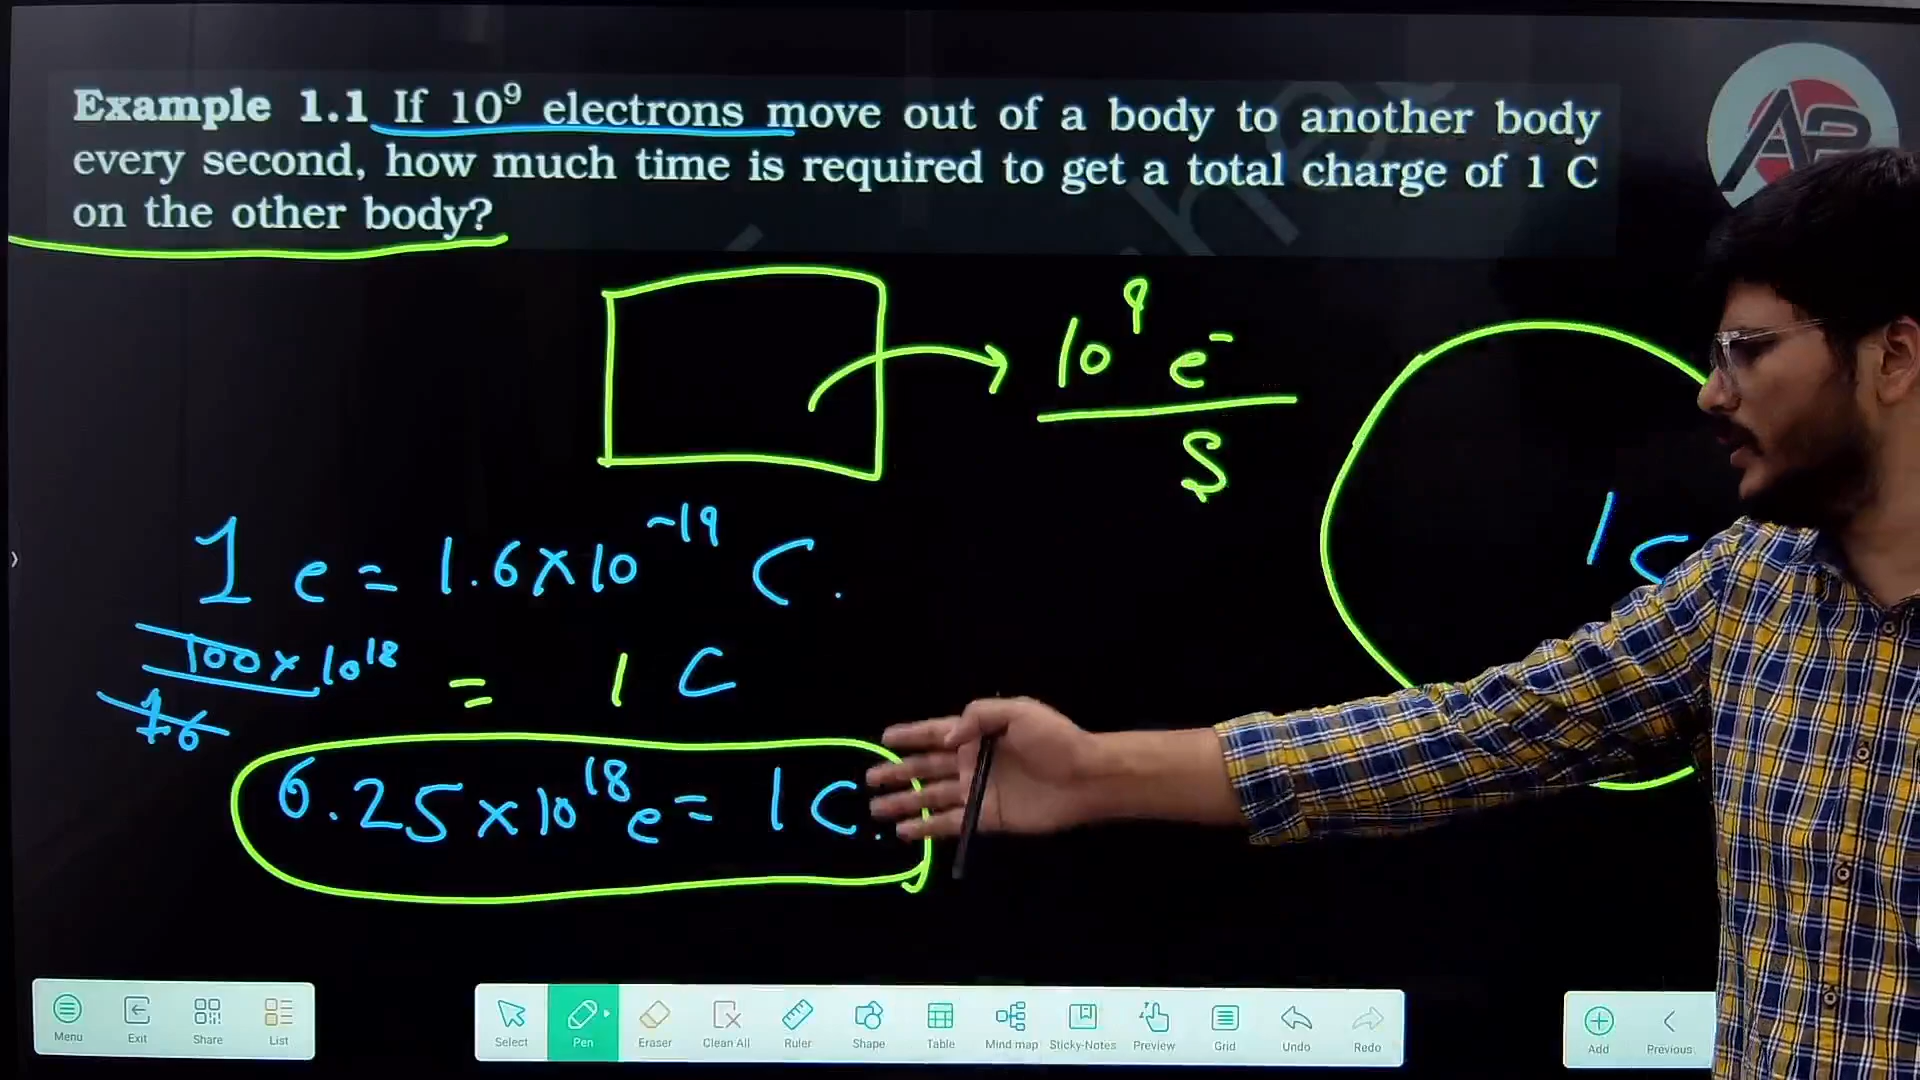 Example 1.1 If 10⁹ electrons move out of a body to another body
every second, how much time is required to get a total charge of 1 C
on the other body?
AP
10⁹ e⁻
S
1 e = 1.6×10⁻¹⁹ C.
100×10¹⁸ = 1 C
16
1 C
6.25×10¹⁸e = 1 C.
Menu Exit Share List
Select Pen Eraser Clean All Ruler Shape Table Mind map Sticky-Notes Preview Grid Undo Redo
Add Previous